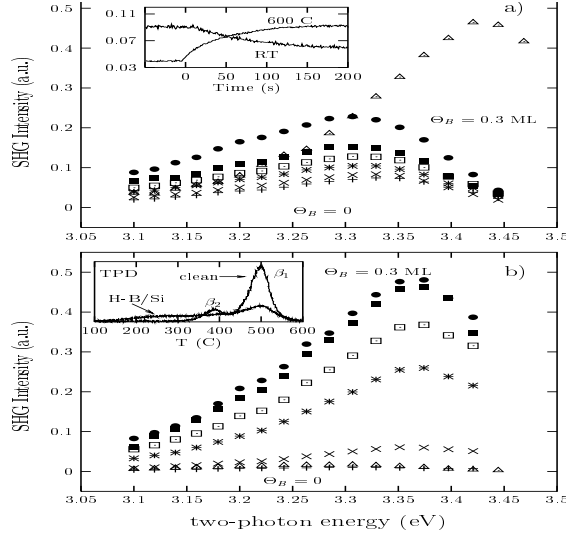 0.5
0.4
0.3
0.2
0.1
0
SHG Intensity (a.u.)
0.11
0.07
0.03
600 C
RT
-50 0 50 100 150 200
Time (s)
a)
Θ_B = 0.3 ML
Θ_B = 0
3.05 3.1 3.15 3.2 3.25 3.3 3.35 3.4 3.45 3.5
0.5
0.4
0.3
0.2
0.1
0
SHG Intensity (a.u.)
TPD
clean
H-B/Si
β₂
β₁
100 200 300 400 500 600
T (C)
b)
Θ_B = 0.3 ML
Θ_B = 0
3.05 3.1 3.15 3.2 3.25 3.3 3.35 3.4 3.45 3.5
two-photon energy (eV)